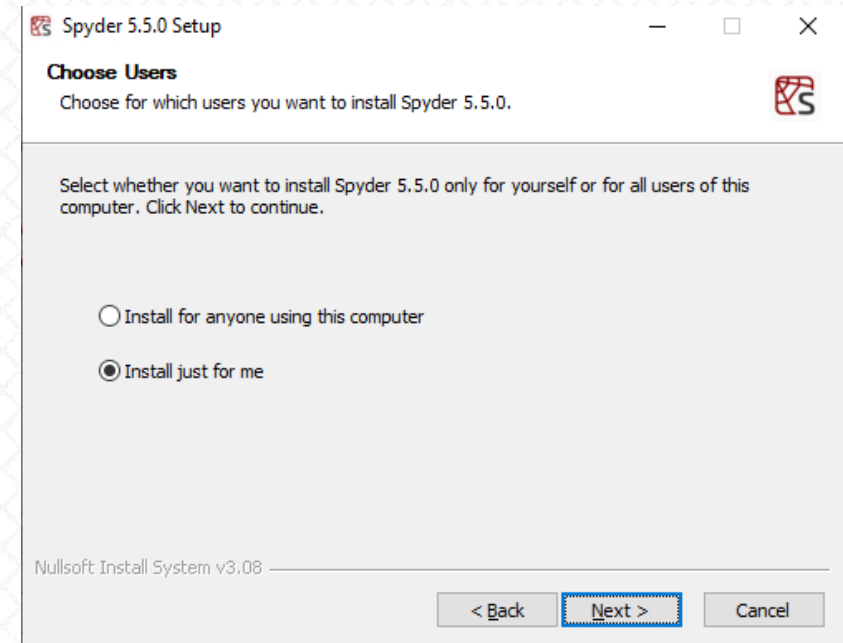 Spyder 5.5.0 Setup
Choose Users
Choose for which users you want to install Spyder 5.5.0.
S
Select whether you want to install Spyder 5.5.0 only for yourself or for all users of this
computer. Click Next to continue.
Install for anyone using this computer
Install just for me
Nullsoft Install System v3.08
< Back
Next >
Cancel